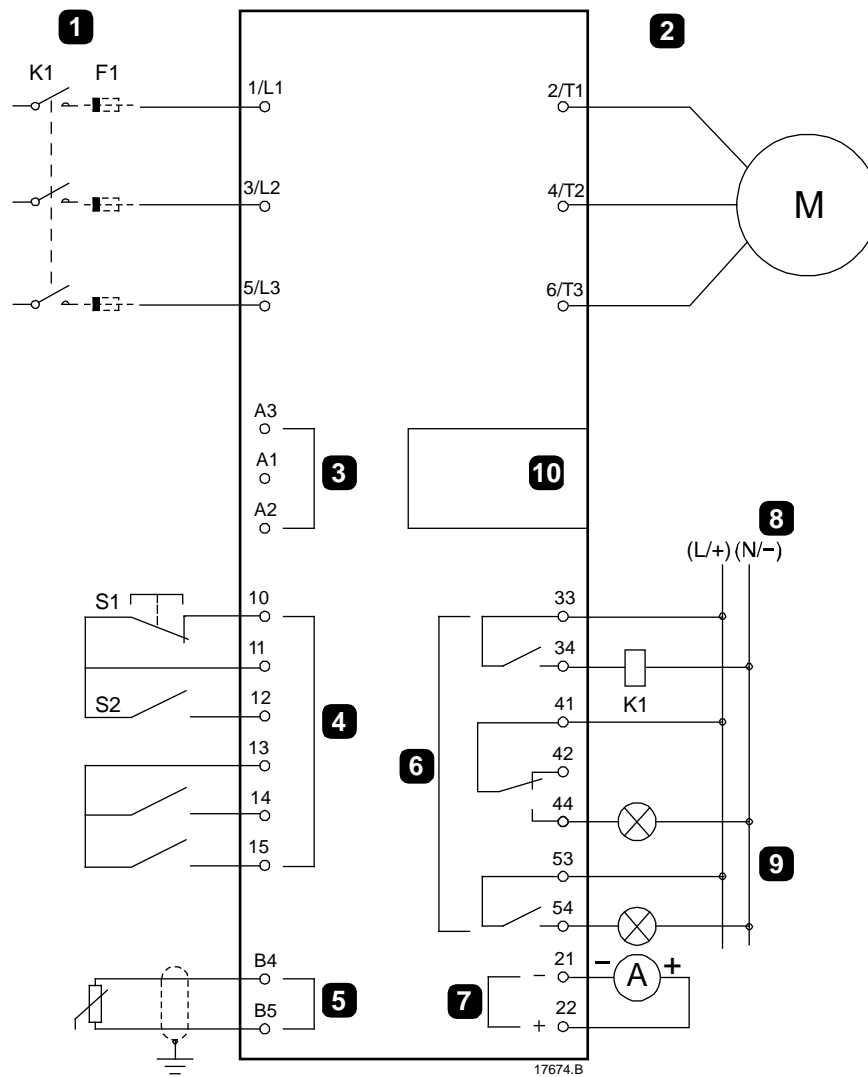 1 2
K1 F1
1/L1 2/T1
3/L2 4/T2
M
5/L3 6/T3
A3
A1 3 10
A2
8
(L/+) (N/−)
S1 10 33
11 34
K1
S2 12 41
4
13 42
6
14 44
15 53
9
54
B4 21 − − A +
5 7
B5 22 +
17674.B